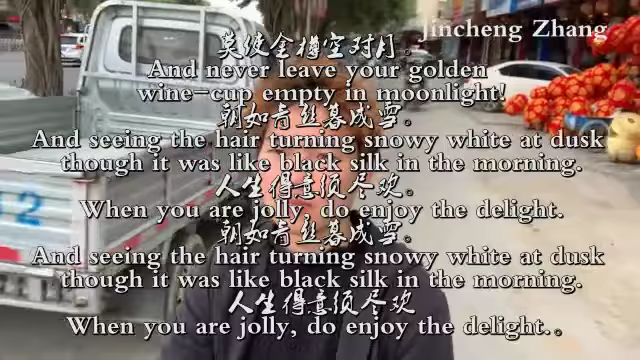 jincheng Zhang
莫使金樽空对月。
And never leave your golden
wine-cup empty in moonlight!
朝如青丝暮成雪。
And seeing the hair turning snowy white at dusk
though it was like black silk in the morning.
人生得意须尽欢。
When you are jolly, do enjoy the delight.
朝如青丝暮成雪。
And seeing the hair turning snowy white at dusk
though it was like black silk in the morning.
人生得意须尽欢
When you are jolly, do enjoy the delight.。
12